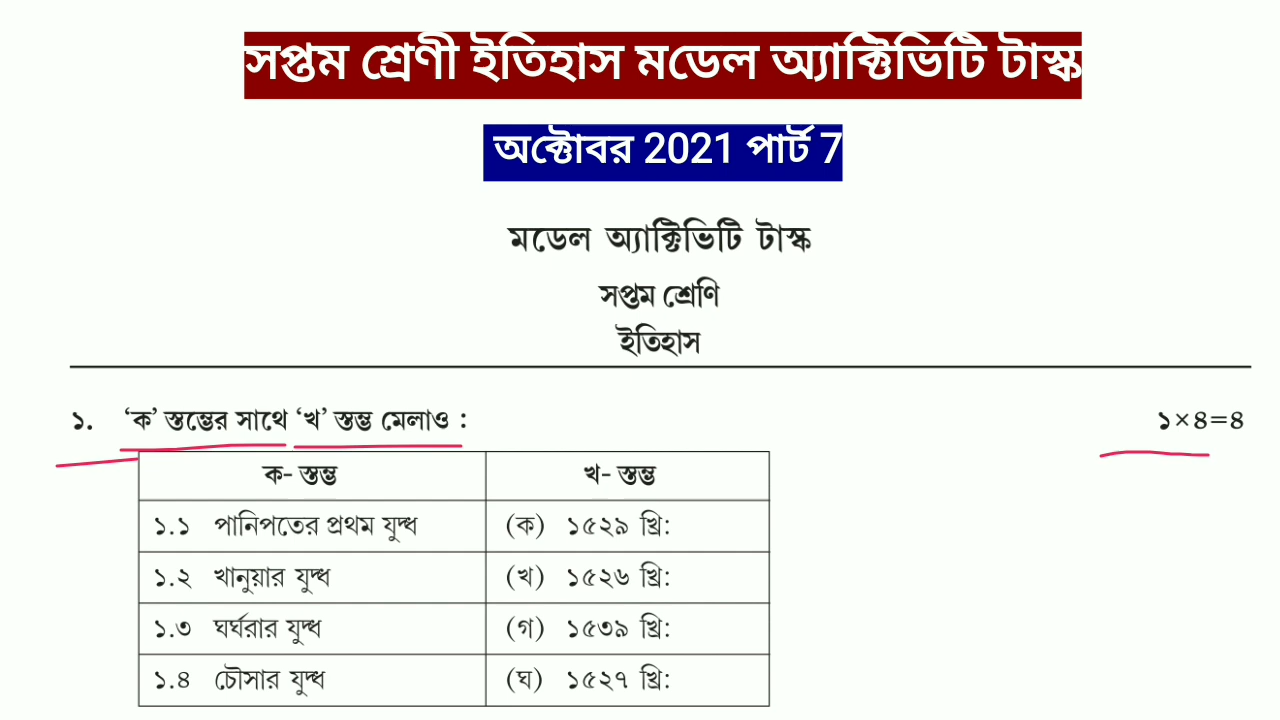 সপ্তম শ্রেণী ইতিহাস মডেল অ্যাক্টিভিটি টাস্ক
অক্টোবর 2021 পার্ট 7
মডেল অ্যাক্টিভিটি টাস্ক
সপ্তম শ্রেণি
ইতিহাস
১. ‘ক’ স্তম্ভের সাথে ‘খ’ স্তম্ভ মেলাও : ১×৪=৪
ক- স্তম্ভ খ- স্তম্ভ
১.১ পানিপতের প্রথম যুদ্ধ (ক) ১৫২৯ খ্রি:
১.২ খানুয়ার যুদ্ধ (খ) ১৫২৬ খ্রি:
১.৩ ঘর্ঘরার যুদ্ধ (গ) ১৫৩৯ খ্রি:
১.৪ চৌসার যুদ্ধ (ঘ) ১৫২৭ খ্রি: